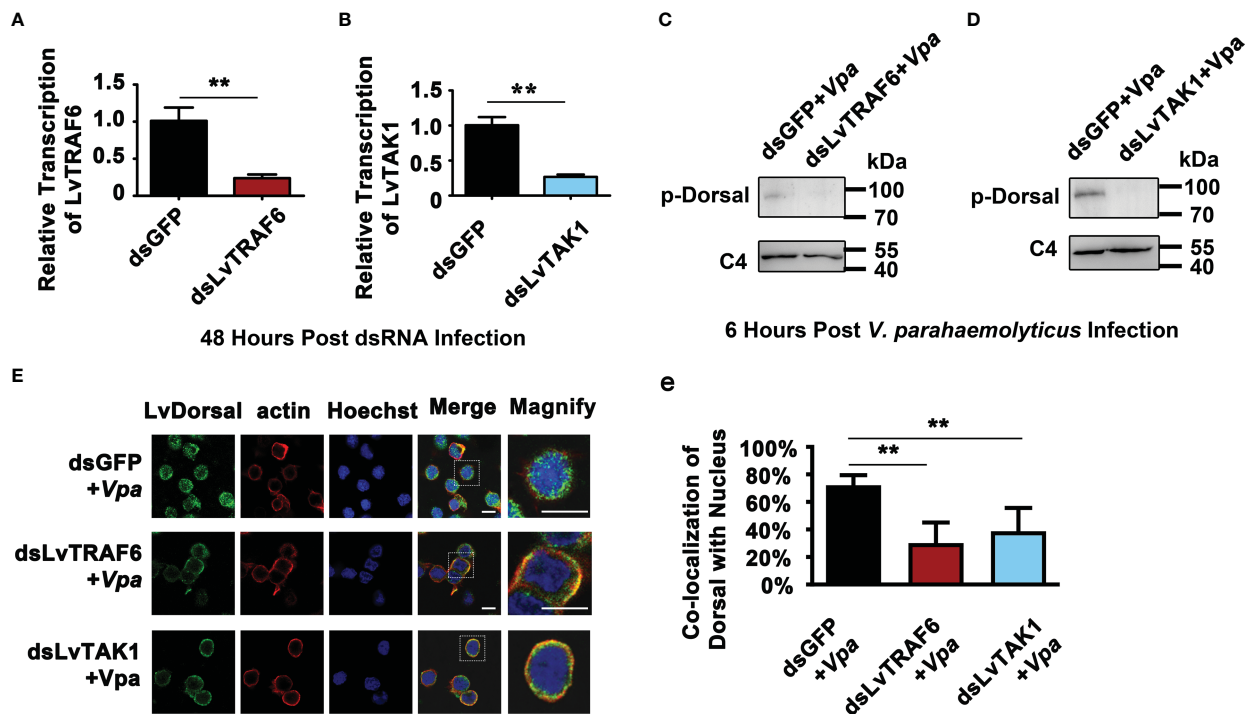 A
Relative Transcription
of LvTRAF6
1.5
1.0
0.5
0
**
dsGFP
dsLvTRAF6
B
Relative Transcription
of LvTAK1
1.5
1.0
0.5
0
**
dsGFP
dsLvTAK1
48 Hours Post dsRNA Infection
C
dsGFP+Vpa
dsLvTRAF6+Vpa
kDa
p-Dorsal
100
70
C4
55
40
D
dsGFP+Vpa
dsLvTAK1+Vpa
kDa
p-Dorsal
100
70
C4
55
40
6 Hours Post V. parahaemolyticus Infection
E
LvDorsal actin Hoechst Merge Magnify
dsGFP
+Vpa
dsLvTRAF6
+Vpa
dsLvTAK1
+Vpa
e
Co-localization of
Dorsal with Nucleus
100%
80%
60%
40%
20%
0%
**
**
dsGFP
+Vpa
dsLvTRAF6
+Vpa
dsLvTAK1
+Vpa